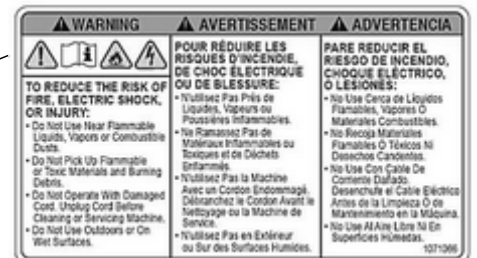 WARNING
TO REDUCE THE RISK OF
FIRE, ELECTRIC SHOCK,
OR INJURY:
• Do Not Use Near Flammable
Liquids, Vapors or Combustible
Dusts.
• Do Not Pick Up Flammable
or Toxic Materials and Burning
Debris.
• Do Not Operate With Damaged
Cord. Unplug Cord Before
Cleaning or Servicing Machine.
• Do Not Use Outdoors or On
Wet Surfaces.
AVERTISSEMENT
POUR RÉDUIRE LES
RISQUES D'INCENDIE,
DE CHOC ÉLECTRIQUE
OU DE BLESSURE:
• N'utilisez Pas Près de
Liquides, Vapeurs ou
Poussières Inflammables.
• Ne Ramassez Pas de
Matériaux Inflammables ou
Toxiques et de Déchets
Enflammés.
• N'utilisez Pas la Machine
Avec un Cordon Endommagé.
Débranchez le Cordon Avant le
Nettoyage ou la Machine de
Service.
• N'utilisez Pas en Extérieur
ou Sur des Surfaces Humides.
ADVERTENCIA
PARE REDUCIR EL
RIESGO DE INCENDIO,
CHOQUE ELÉCTRICO,
O LESIONES:
• No Use Cerca de Líquidos
Flamables, Vapores O
Materiales Combustibles.
• No Recoja Materiales
Flamables O Tóxicos Ni
Desechos Candentes.
• No Use Con Cable De
Corriente Dañado.
Desenchufe el Cable Eléctrico
Antes de la Limpieza O de
Mantenimiento en la Máquina.
• No Use Al Aire Libre Ni En
Superficies Húmedas.
1071366